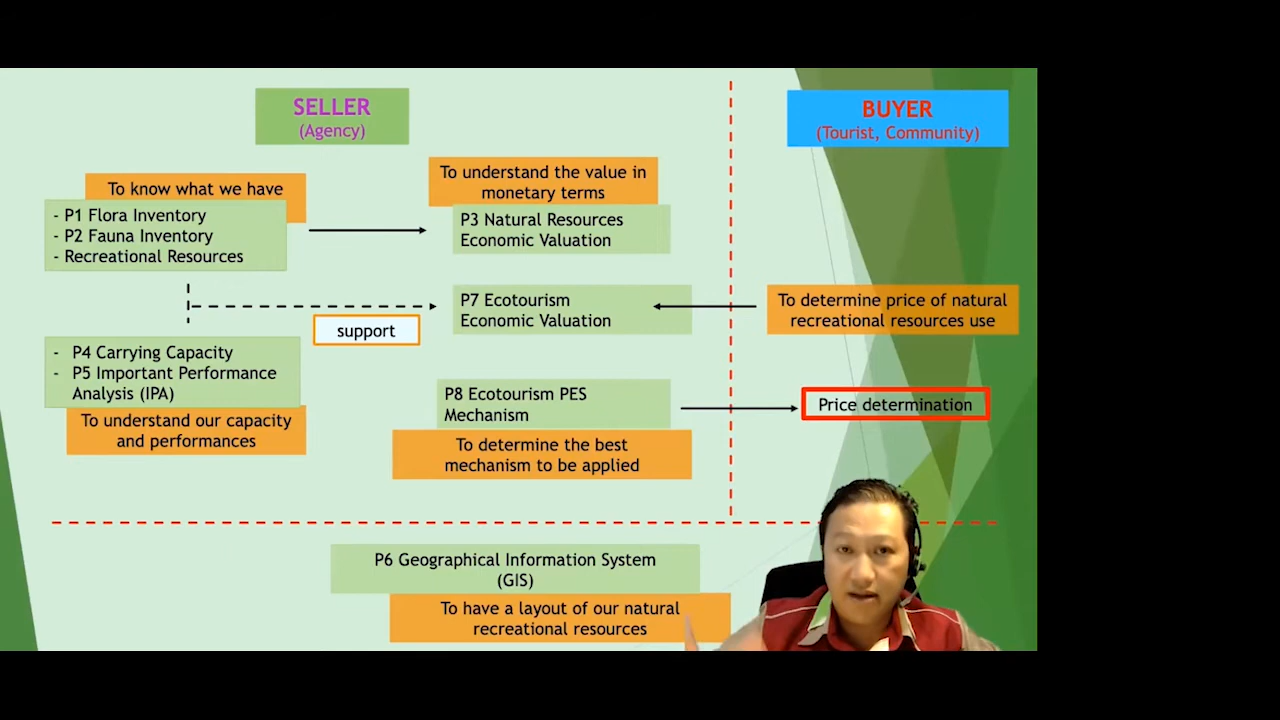 SELLER
(Agency)
BUYER
(Tourist, Community)
To know what we have
- P1 Flora Inventory
- P2 Fauna Inventory
- Recreational Resources
To understand the value in
monetary terms
P3 Natural Resources
Economic Valuation
P7 Ecotourism
Economic Valuation
To determine price of natural
recreational resources use
support
- P4 Carrying Capacity
- P5 Important Performance
Analysis (IPA)
To understand our capacity
and performances
P8 Ecotourism PES
Mechanism
To determine the best
mechanism to be applied
Price determination
P6 Geographical Information System
(GIS)
To have a layout of our natural
recreational resources